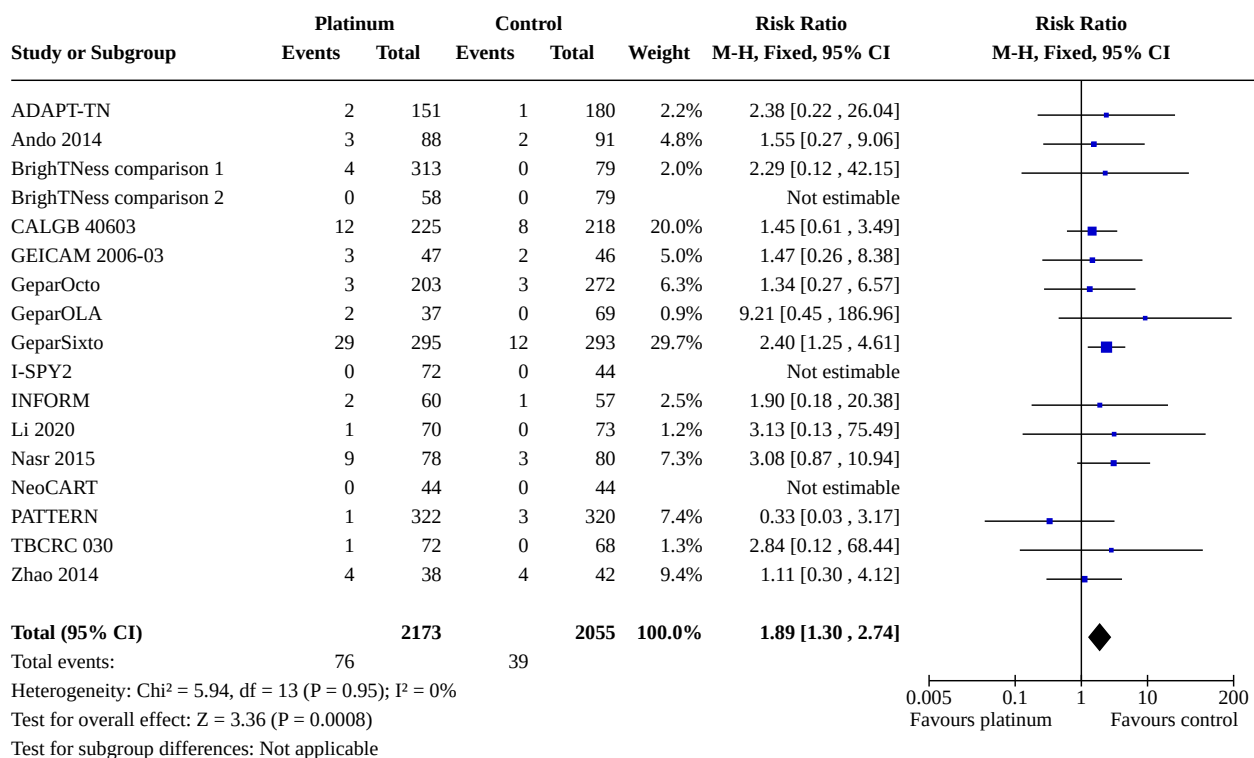 Platinum Control Risk Ratio Risk Ratio
Study or Subgroup Events Total Events Total Weight M-H, Fixed, 95% CI M-H, Fixed, 95% CI
ADAPT-TN 2 151 1 180 2.2% 2.38 [0.22 , 26.04]
Ando 2014 3 88 2 91 4.8% 1.55 [0.27 , 9.06]
BrighTNess comparison 1 4 313 0 79 2.0% 2.29 [0.12 , 42.15]
BrighTNess comparison 2 0 58 0 79 Not estimable
CALGB 40603 12 225 8 218 20.0% 1.45 [0.61 , 3.49]
GEICAM 2006-03 3 47 2 46 5.0% 1.47 [0.26 , 8.38]
GeparOcto 3 203 3 272 6.3% 1.34 [0.27 , 6.57]
GeparOLA 2 37 0 69 0.9% 9.21 [0.45 , 186.96]
GeparSixto 29 295 12 293 29.7% 2.40 [1.25 , 4.61]
I-SPY2 0 72 0 44 Not estimable
INFORM 2 60 1 57 2.5% 1.90 [0.18 , 20.38]
Li 2020 1 70 0 73 1.2% 3.13 [0.13 , 75.49]
Nasr 2015 9 78 3 80 7.3% 3.08 [0.87 , 10.94]
NeoCART 0 44 0 44 Not estimable
PATTERN 1 322 3 320 7.4% 0.33 [0.03 , 3.17]
TBCRC 030 1 72 0 68 1.3% 2.84 [0.12 , 68.44]
Zhao 2014 4 38 4 42 9.4% 1.11 [0.30 , 4.12]
Total (95% CI) 2173 2055 100.0% 1.89 [1.30 , 2.74]
Total events: 76 39
Heterogeneity: Chi² = 5.94, df = 13 (P = 0.95); I² = 0%
0.005 0.1 1 10 200
Test for overall effect: Z = 3.36 (P = 0.0008)
Favours platinum Favours control
Test for subgroup differences: Not applicable